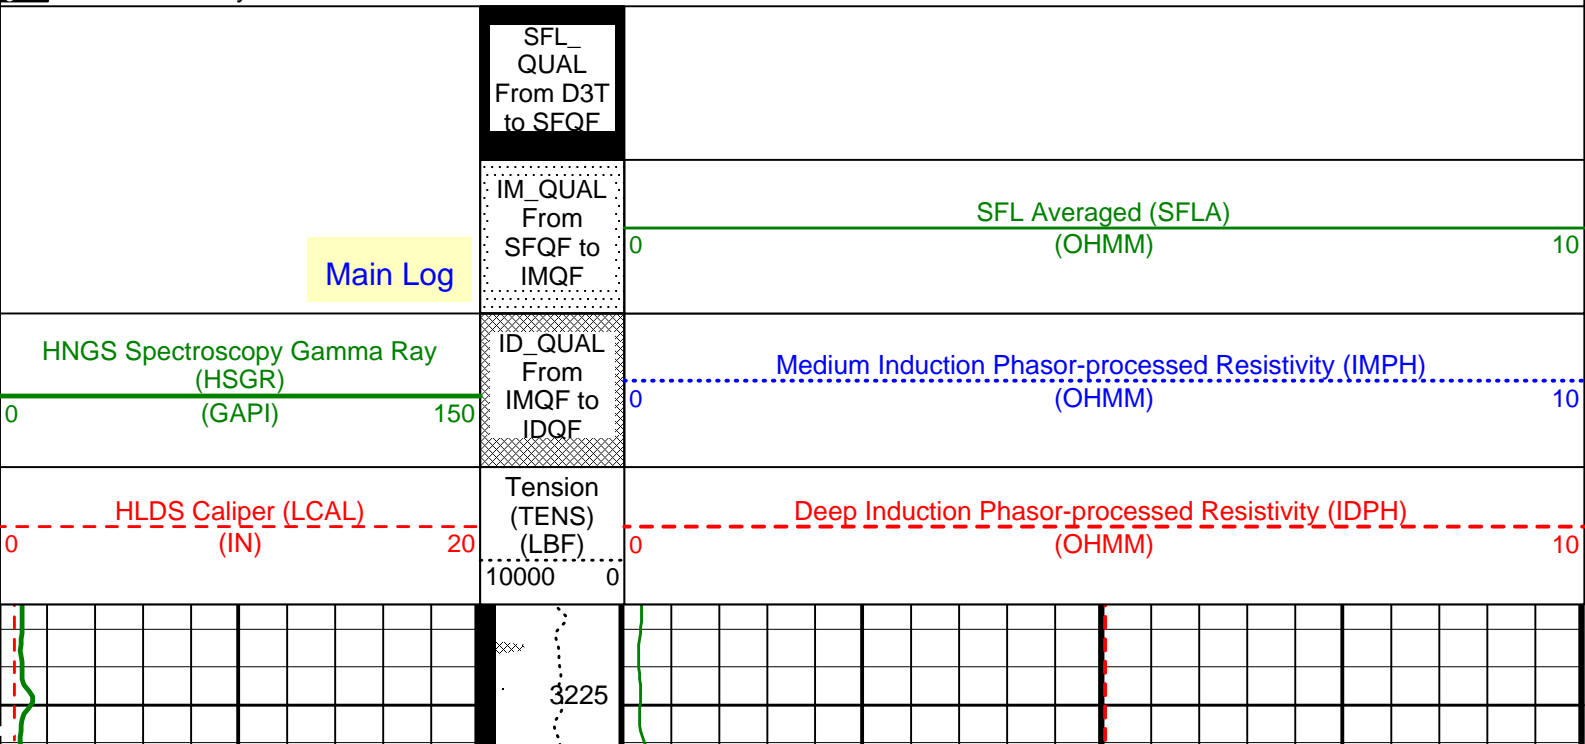 SFL_
QUAL
From D3T
to SFQF
IM_QUAL
From
SFQF to
IMQF
SFL Averaged (SFLA)
0 (OHMM) 10
Main Log
HNGS Spectroscopy Gamma Ray
(HSGR)
0 (GAPI) 150
ID_QUAL
From
IMQF to
IDQF
Medium Induction Phasor-processed Resistivity (IMPH)
0 (OHMM) 10
HLDS Caliper (LCAL)
0 (IN) 20
Tension
(TENS)
(LBF)
10000 0
Deep Induction Phasor-processed Resistivity (IDPH)
0 (OHMM) 10
3225